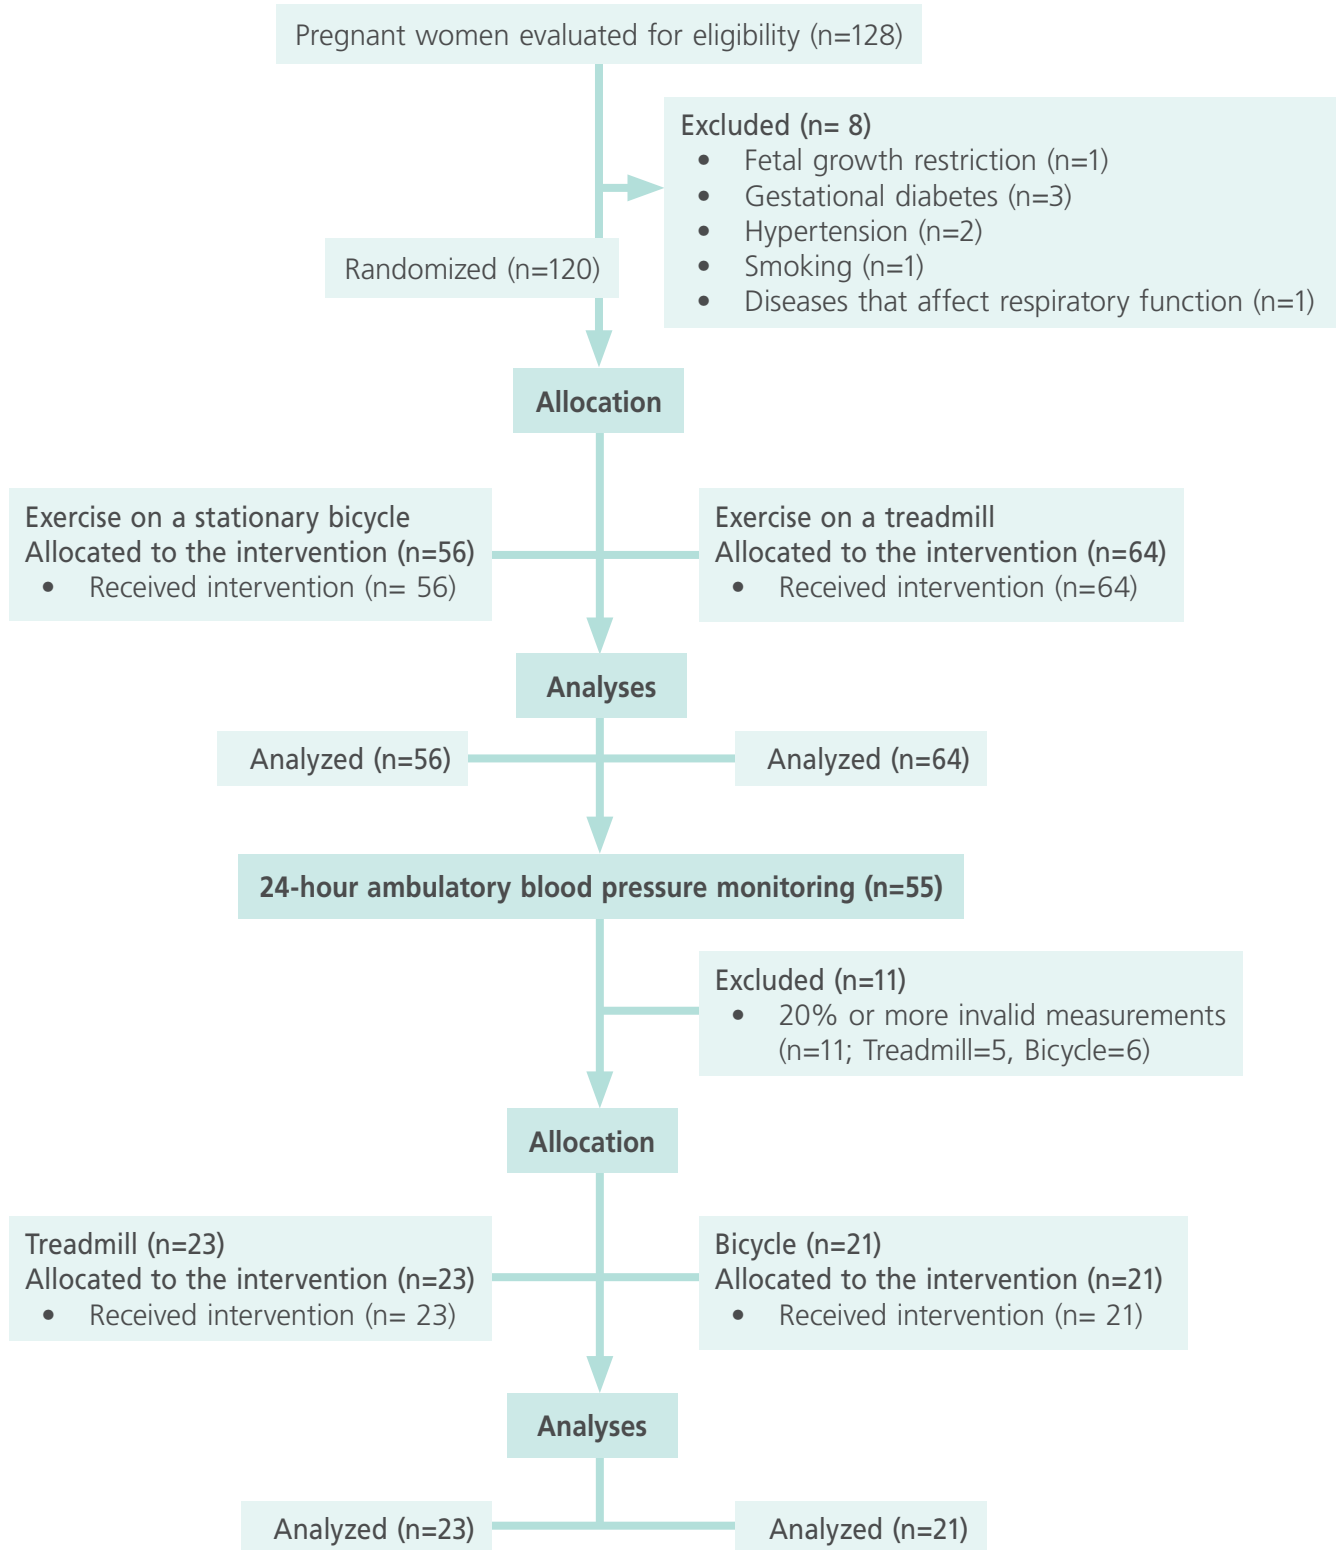 Pregnant women evaluated for eligibility (n=128)
Excluded (n= 8)
• Fetal growth restriction (n=1)
• Gestational diabetes (n=3)
• Hypertension (n=2)
• Smoking (n=1)
• Diseases that affect respiratory function (n=1)
Randomized (n=120)
Allocation
Exercise on a stationary bicycle
Allocated to the intervention (n=56)
• Received intervention (n= 56)
Exercise on a treadmill
Allocated to the intervention (n=64)
• Received intervention (n=64)
Analyses
Analyzed (n=56)
Analyzed (n=64)
24-hour ambulatory blood pressure monitoring (n=55)
Excluded (n=11)
• 20% or more invalid measurements
(n=11; Treadmill=5, Bicycle=6)
Allocation
Treadmill (n=23)
Allocated to the intervention (n=23)
• Received intervention (n= 23)
Bicycle (n=21)
Allocated to the intervention (n=21)
• Received intervention (n= 21)
Analyses
Analyzed (n=23)
Analyzed (n=21)